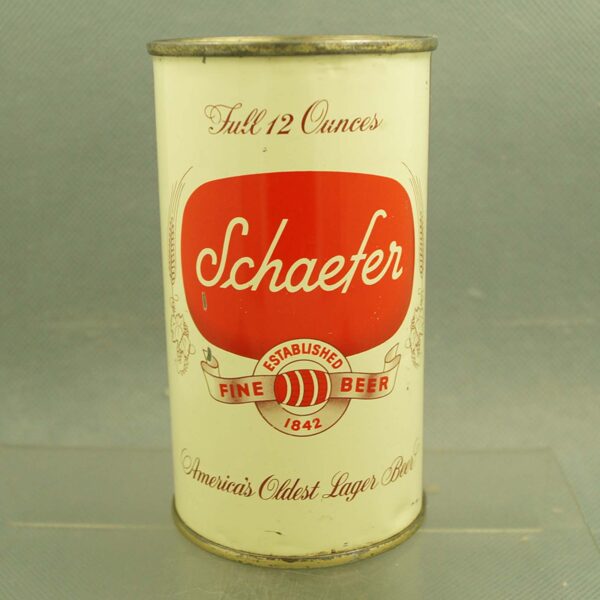 Full 12 Ounces
Schaefer
ESTABLISHED
FINE BEER
1842
America's Oldest Lager Beer